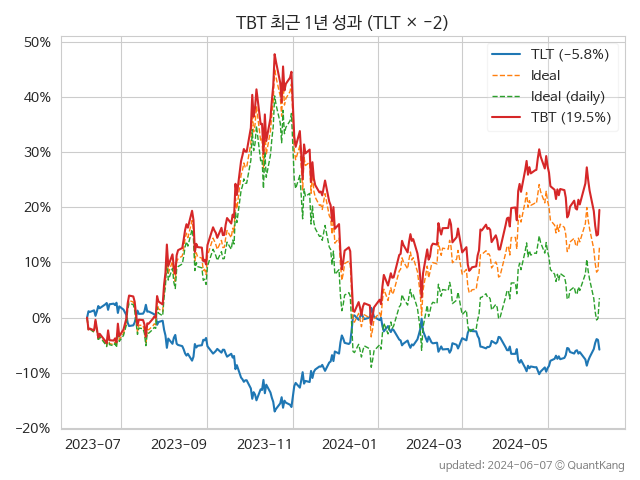 TBT 최근 1년 성과 (TLT × −2)
50%
40%
30%
20%
10%
0%
−10%
−20%
TLT (−5.8%)
Ideal
Ideal (daily)
TBT (19.5%)
2023-07 2023-09 2023-11 2024-01 2024-03 2024-05
updated: 2024-06-07 © QuantKang